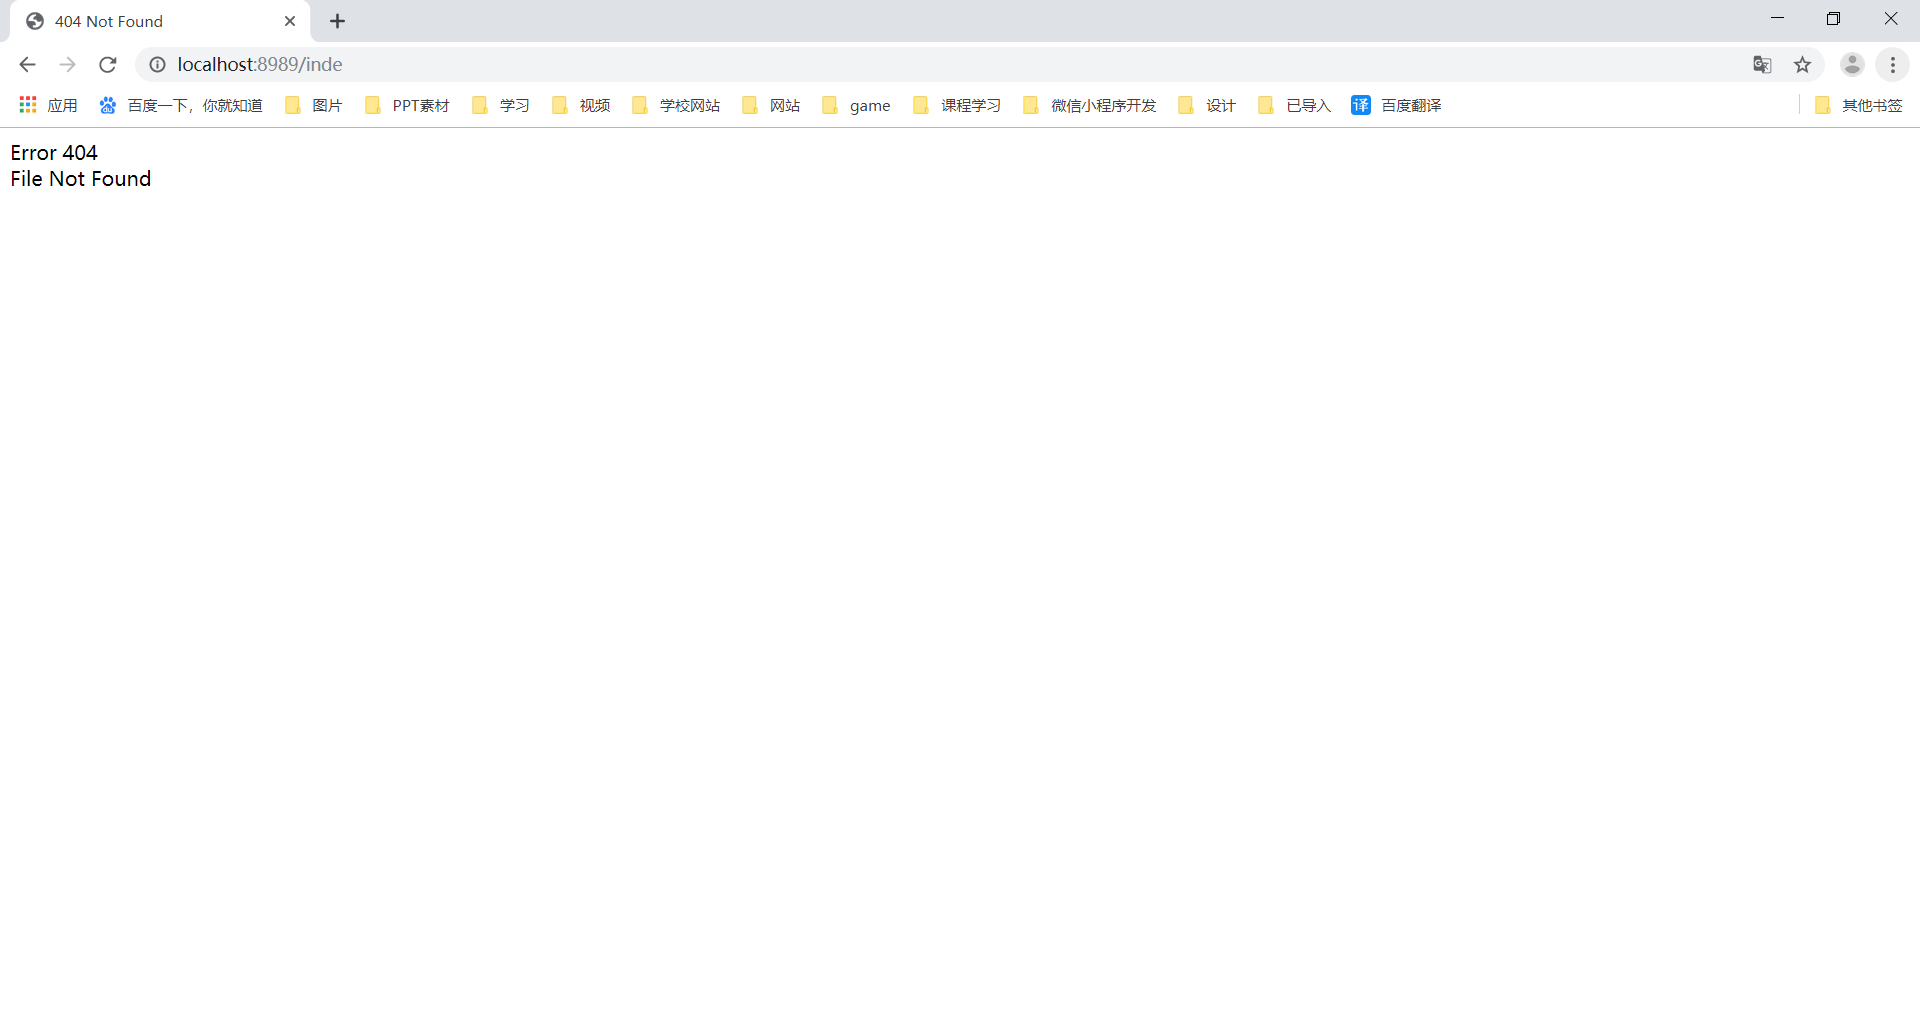 404 Not Found
localhost:8989/inde
应用 百度一下，你就知道 图片 PPT素材 学习 视频 学校网站 网站 game 课程学习 微信小程序开发 设计 已导入 译 百度翻译 其他书签
Error 404
File Not Found